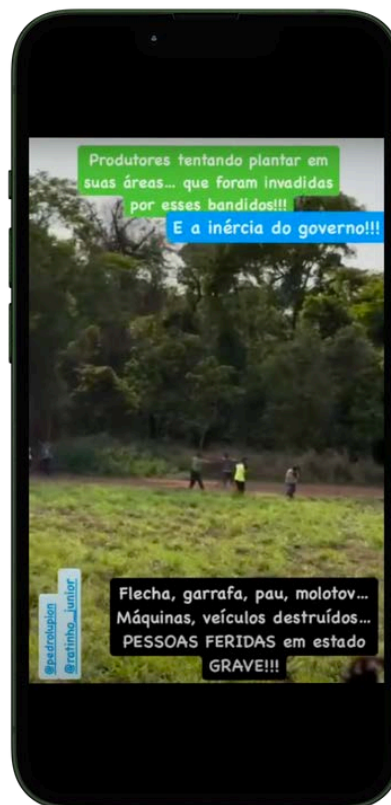 Produtores tentando plantar em
suas áreas... que foram invadidas
por esses bandidos!!!
E a inércia do governo!!!
@pedrolupion
@ratinho_junior
Flecha, garrafa, pau, molotov...
Máquinas, veículos destruídos...
PESSOAS FERIDAS em estado
GRAVE!!!